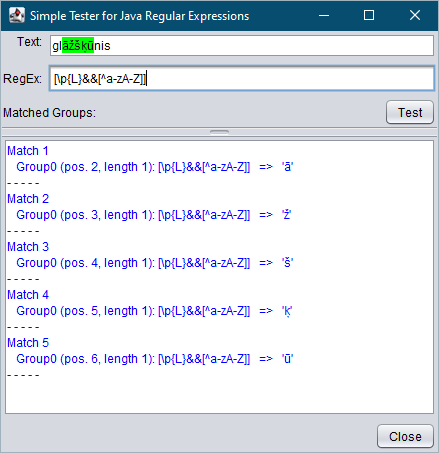 Simple Tester for Java Regular Expressions
Text: glāžšķūnis
RegEx: [\p{L}&&[^a-zA-Z]]
Matched Groups: Test
Match 1
Group0 (pos. 2, length 1): [\p{L}&&[^a-zA-Z]] => 'ā'
- - - - -
Match 2
Group0 (pos. 3, length 1): [\p{L}&&[^a-zA-Z]] => 'ž'
- - - - -
Match 3
Group0 (pos. 4, length 1): [\p{L}&&[^a-zA-Z]] => 'š'
- - - - -
Match 4
Group0 (pos. 5, length 1): [\p{L}&&[^a-zA-Z]] => 'ķ'
- - - - -
Match 5
Group0 (pos. 6, length 1): [\p{L}&&[^a-zA-Z]] => 'ū'
- - - - -
Close